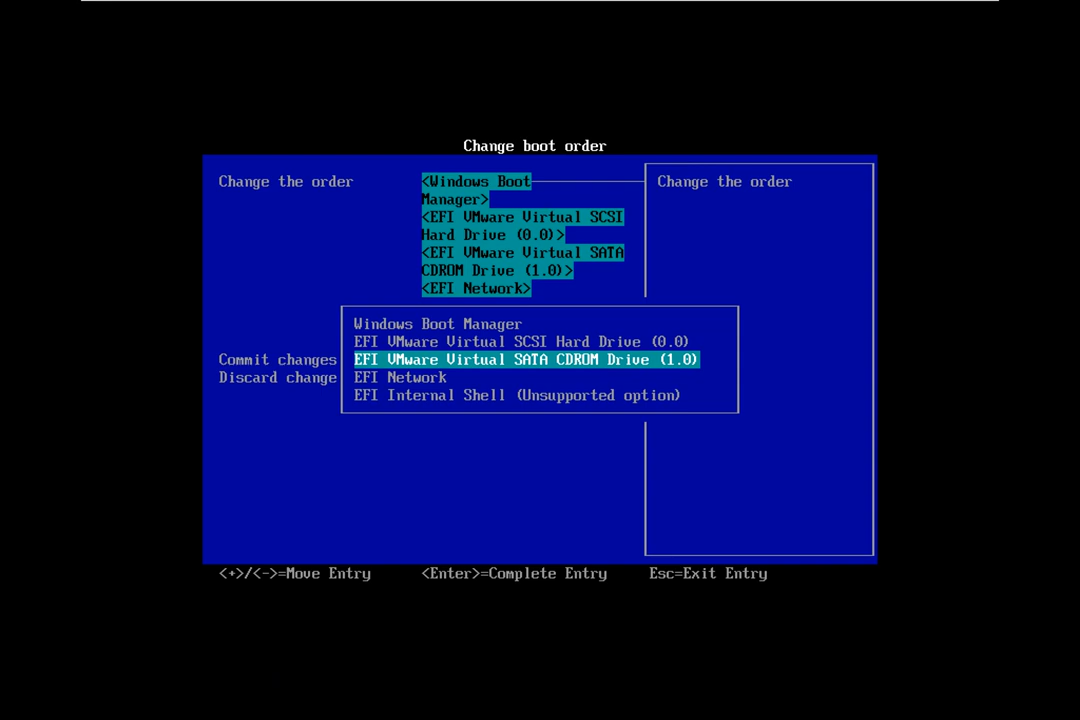 Change boot order
Change the order
<Windows Boot
Manager>
<EFI VMware Virtual SCSI
Hard Drive (0.0)>
<EFI VMware Virtual SATA
CDROM Drive (1.0)>
<EFI Network>
Change the order
Windows Boot Manager
EFI VMware Virtual SCSI Hard Drive (0.0)
EFI VMware Virtual SATA CDROM Drive (1.0)
EFI Network
EFI Internal Shell (Unsupported option)
Commit changes
Discard change
<+>/<->=Move Entry
<Enter>=Complete Entry
Esc=Exit Entry